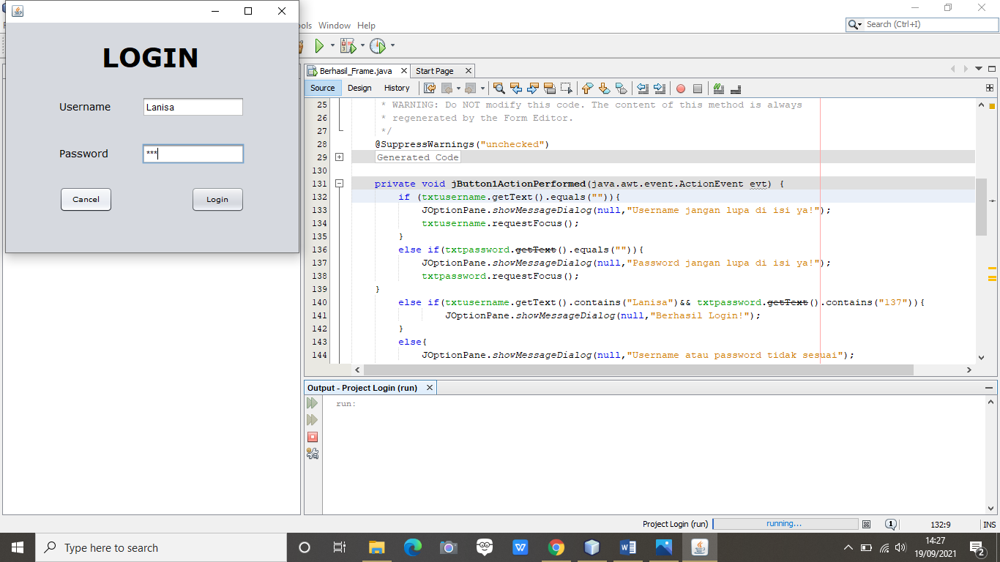 LOGIN
Username
Lanisa
Password
***
Cancel
Login
ols Window Help
Search (Ctrl+I)
Berhasil_Frame.java
Start Page
Source
Design
History
25 * WARNING: Do NOT modify this code. The content of this method is always
26 * regenerated by the Form Editor.
27 */
28 @SuppressWarnings("unchecked")
29 Generated Code
130
131 private void jButton1ActionPerformed(java.awt.event.ActionEvent evt) {
132 if (txtusername.getText().equals("")){
133 JOptionPane.showMessageDialog(null,"Username jangan lupa di isi ya!");
134 txtusername.requestFocus();
135 }
136 else if(txtpassword.getText().equals("")){
137 JOptionPane.showMessageDialog(null,"Password jangan lupa di isi ya!");
138 txtpassword.requestFocus();
139 }
140 else if(txtusername.getText().contains("Lanisa")&& txtpassword.getText().contains("137")){
141 JOptionPane.showMessageDialog(null,"Berhasil Login!");
142 }
143 else{
144 JOptionPane.showMessageDialog(null,"Username atau password tidak sesuai");
Output - Project Login (run)
run:
Project Login (run)
running...
1
132:9
INS
Type here to search
14:27
19/09/2021
2